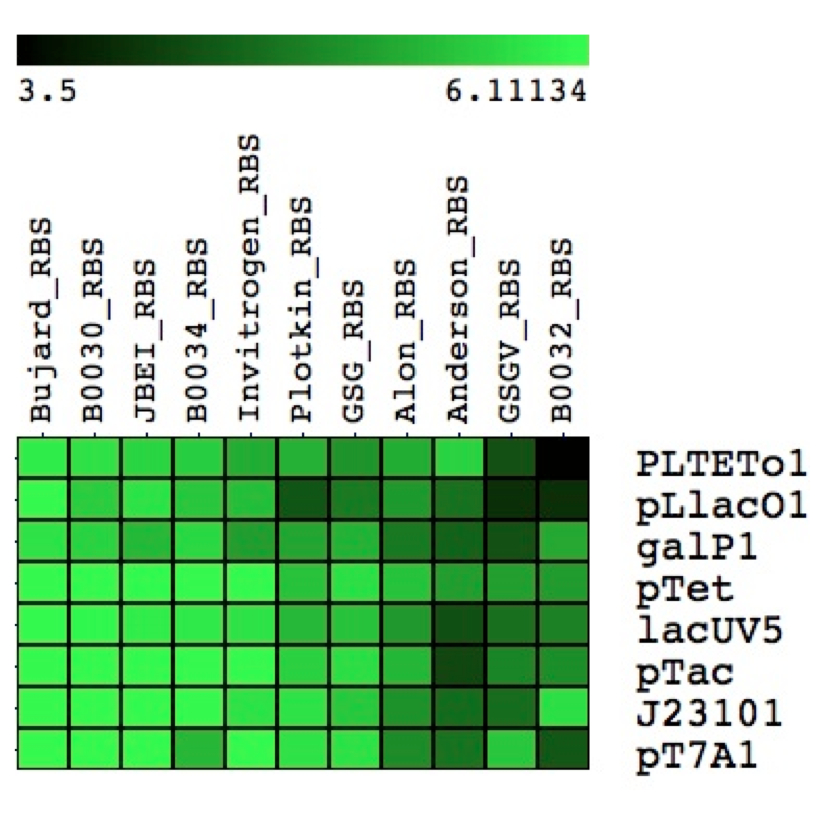 3.5 6.11134
Bujard_RBS
B0030_RBS
JBEI_RBS
B0034_RBS
Invitrogen_RBS
Plotkin_RBS
GSG_RBS
Alon_RBS
Anderson_RBS
GSGV_RBS
B0032_RBS
PLTETo1
pLlacO1
galP1
pTet
lacUV5
pTac
J23101
pT7A1